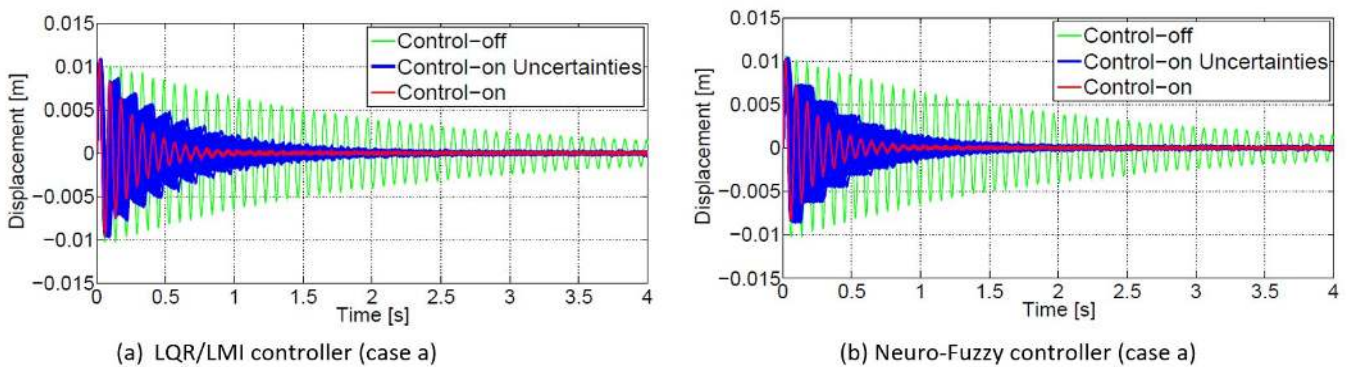 0.015
0.01
0.005
0
−0.005
−0.01
−0.015
Displacement [m]
Control−off
Control−on Uncertainties
Control−on
0 0.5 1 1.5 2 2.5 3 3.5 4
Time [s]
(a) LQR/LMI controller (case a)
0.015
0.01
0.005
0
−0.005
−0.01
−0.015
Displacement [m]
Control−off
Control−on Uncertainties
Control−on
0 0.5 1 1.5 2 2.5 3 3.5 4
Time [s]
(b) Neuro-Fuzzy controller (case a)